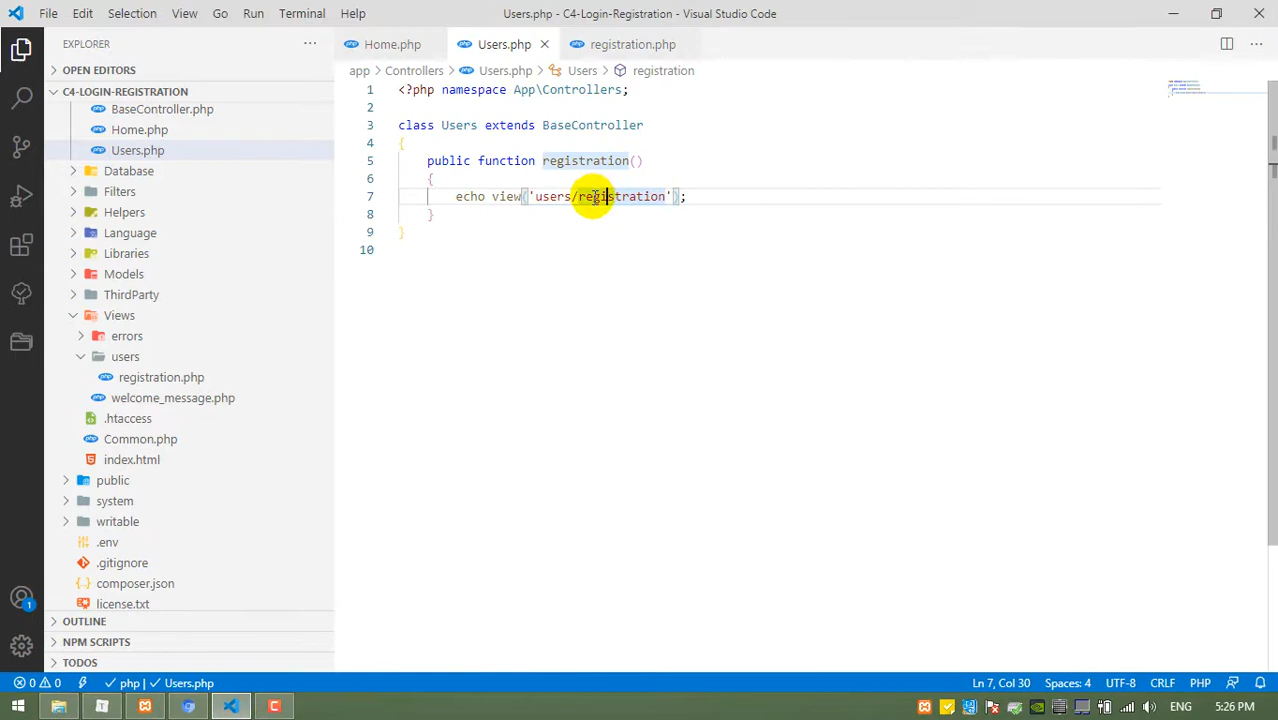 File Edit Selection View Go Run Terminal Help
Users.php - C4-Login-Registration - Visual Studio Code
EXPLORER
Home.php
Users.php
registration.php
OPEN EDITORS
app > Controllers > Users.php > Users > registration
C4-LOGIN-REGISTRATION
BaseController.php
Home.php
Users.php
Database
Filters
Helpers
Language
Libraries
Models
ThirdParty
Views
errors
users
registration.php
welcome_message.php
.htaccess
Common.php
index.html
public
system
writable
.env
.gitignore
composer.json
license.txt
OUTLINE
NPM SCRIPTS
TODOS
1 <?php namespace App\Controllers;
2
3 class Users extends BaseController
4 {
5 public function registration()
6 {
7 echo view('users/registration');
8 }
9 }
10
1
0 0 php | Users.php
Ln 7, Col 30 Spaces: 4 UTF-8 CRLF PHP
ENG 5:26 PM